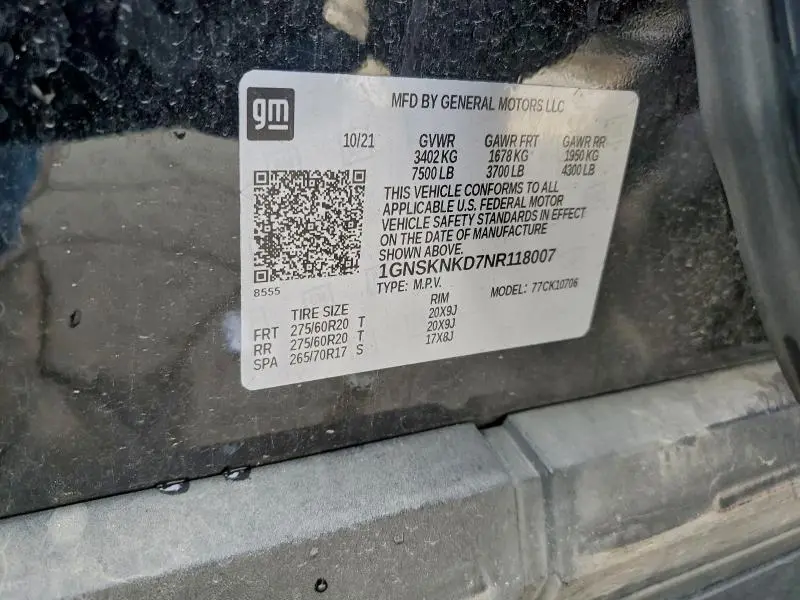 gm
MFD BY GENERAL MOTORS LLC
10/21 GVWR GAWR FRT GAWR RR
3402 KG 1678 KG 1950 KG
7500 LB 3700 LB 4300 LB
THIS VEHICLE CONFORMS TO ALL
APPLICABLE U.S. FEDERAL MOTOR
VEHICLE SAFETY STANDARDS IN EFFECT
ON THE DATE OF MANUFACTURE
SHOWN ABOVE.
1GNSKNKD7NR118007
8555
TYPE: M.P.V. MODEL: 77CK10706
TIRE SIZE RIM
FRT 275/60R20 T 20X9J
RR 275/60R20 T 20X9J
SPA 265/70R17 S 17X8J